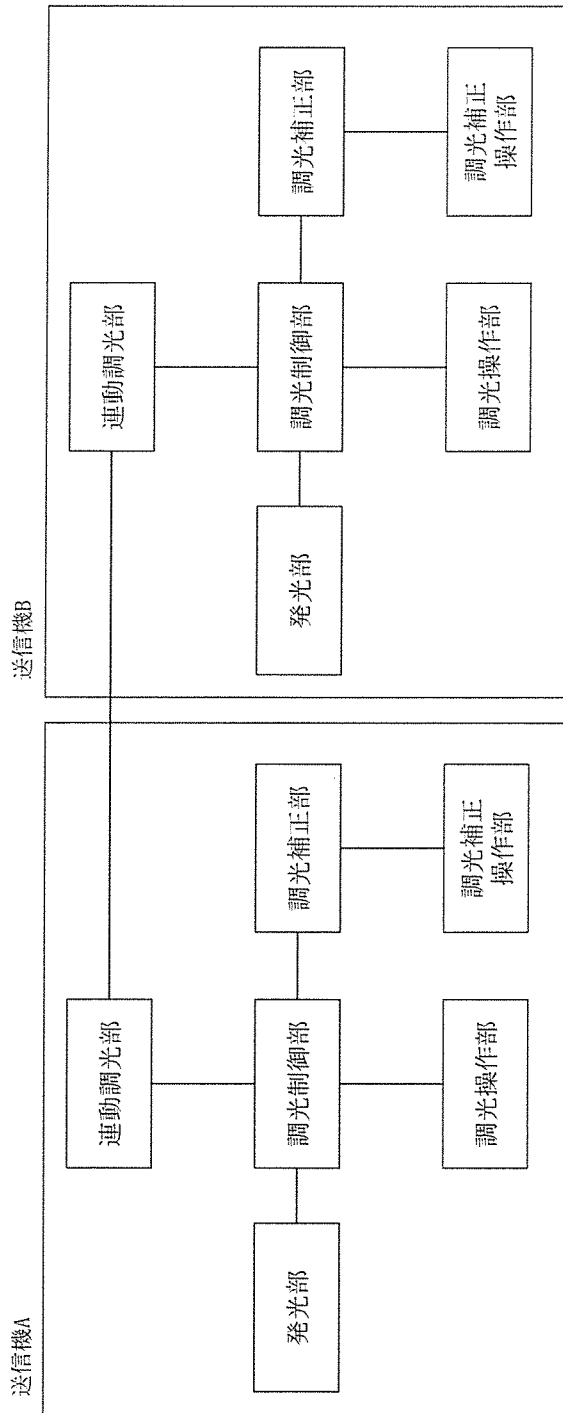 送信機A
連動調光部
発光部
調光制御部
調光補正部
調光操作部
調光補正
操作部
送信機B
連動調光部
発光部
調光制御部
調光補正部
調光操作部
調光補正
操作部